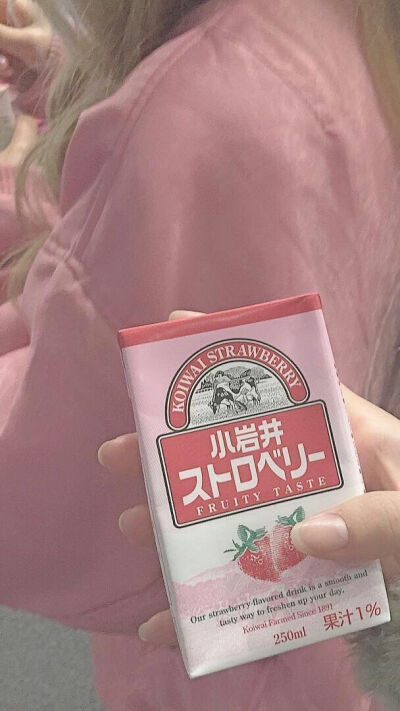 KOIWAI STRAWBERRY
小岩井
ストロベリー
FRUITY TASTE
Our strawberry-flavored drink is a smooth and
tasty way to freshen up your day.
Koiwai Farmed Since 1891
250ml 果汁1%